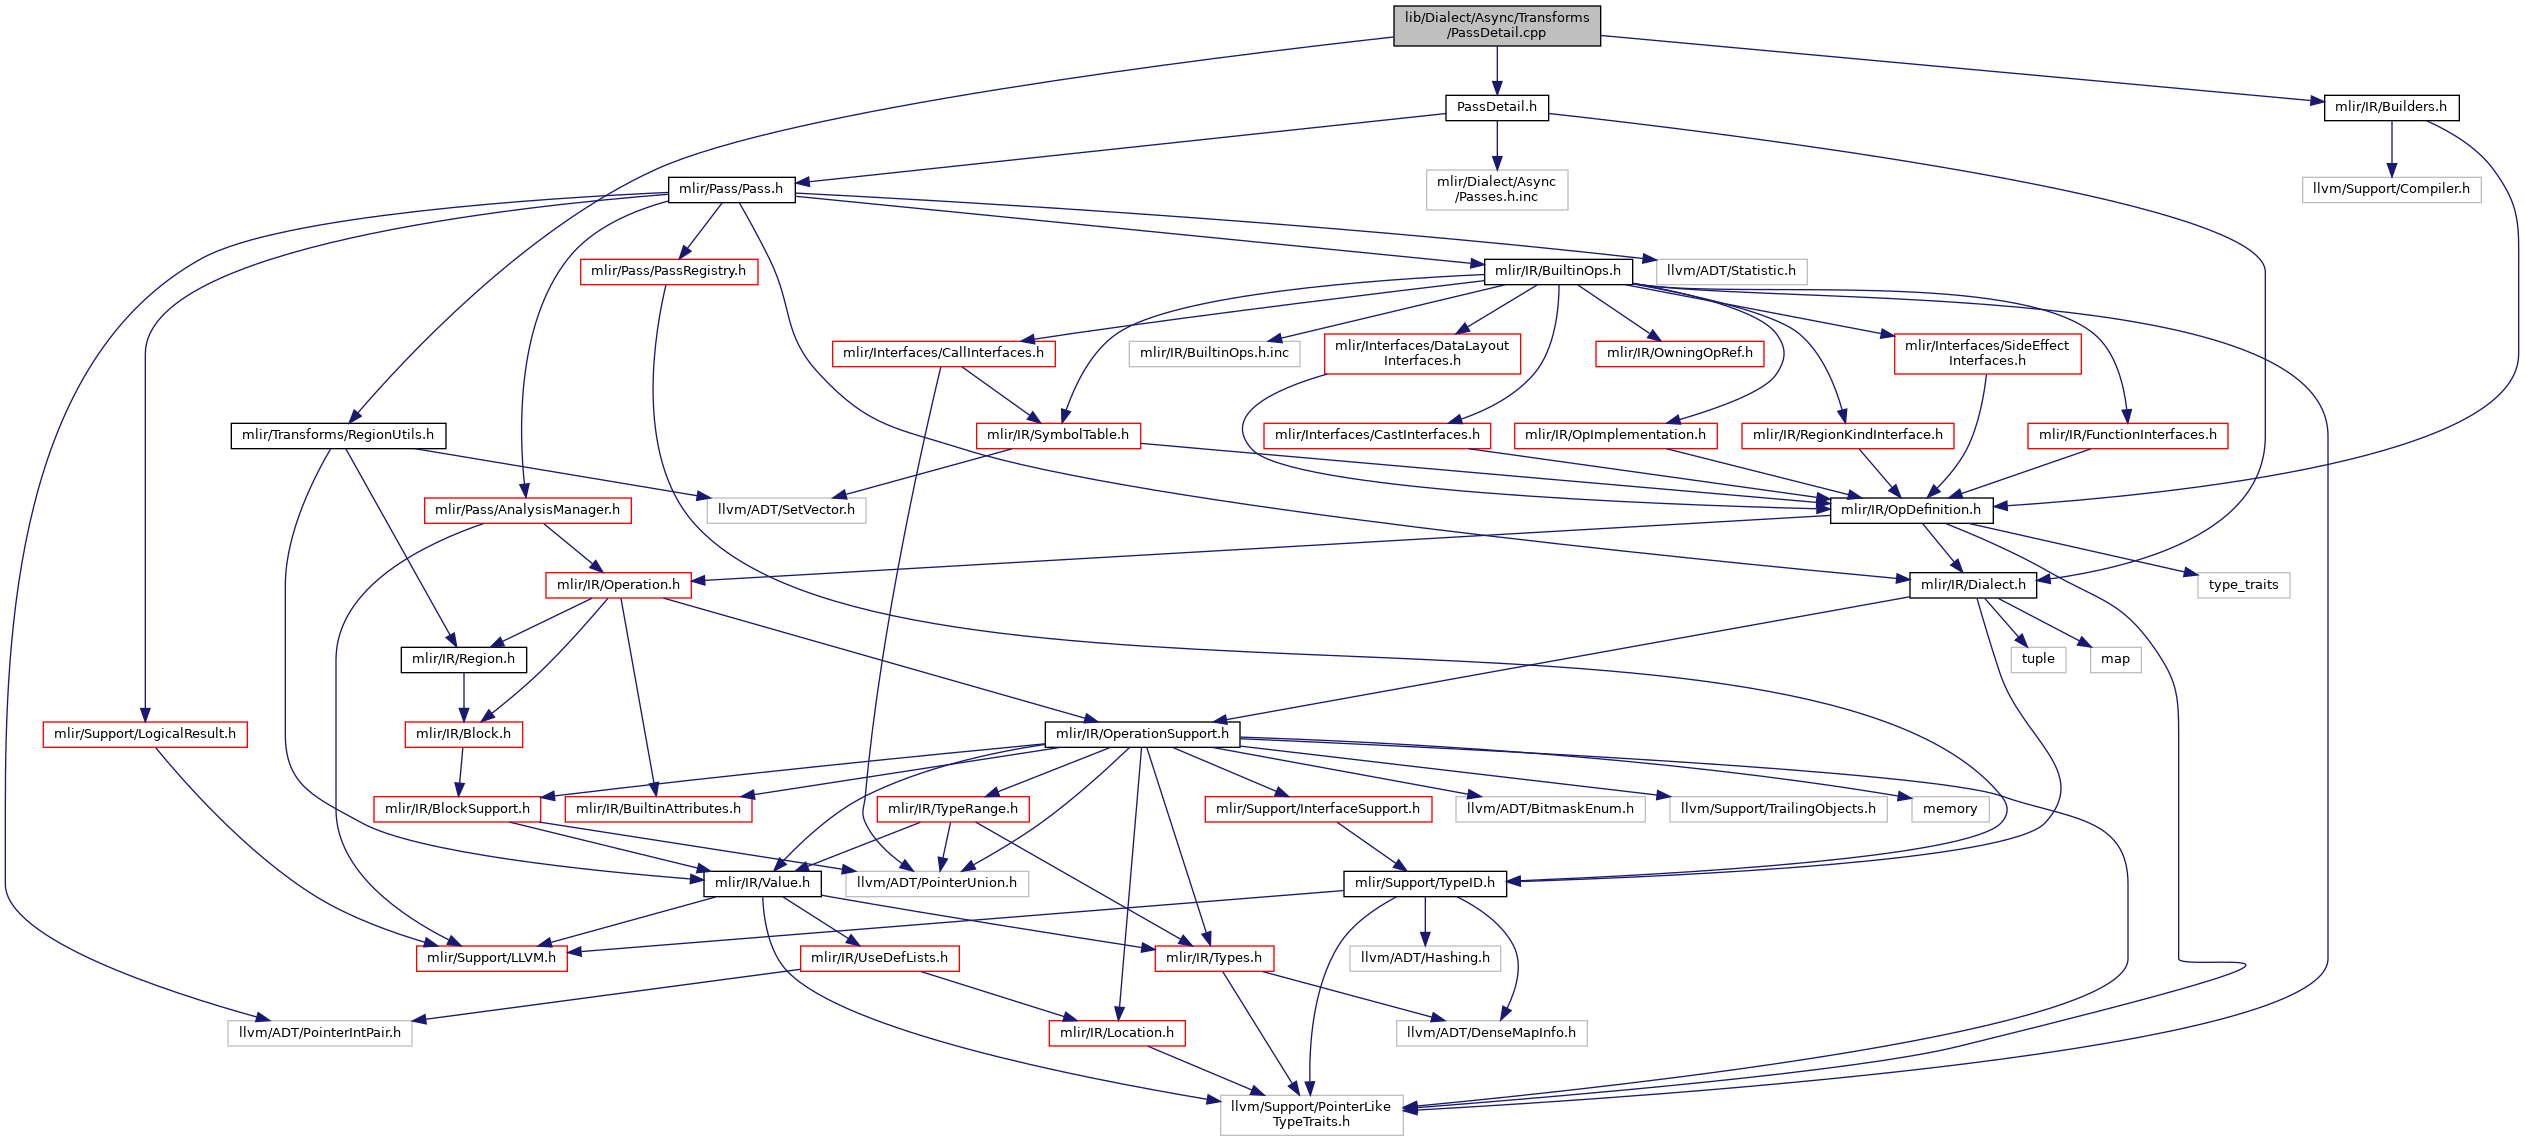 lib/Dialect/Async/Transforms
/PassDetail.cpp
PassDetail.h
mlir/IR/Builders.h
mlir/Pass/Pass.h
mlir/Dialect/Async
/Passes.h.inc
llvm/Support/Compiler.h
mlir/Pass/PassRegistry.h
mlir/IR/BuiltinOps.h
llvm/ADT/Statistic.h
mlir/Interfaces/CallInterfaces.h
mlir/IR/BuiltinOps.h.inc
mlir/Interfaces/DataLayout
Interfaces.h
mlir/IR/OwningOpRef.h
mlir/Interfaces/SideEffect
Interfaces.h
mlir/Transforms/RegionUtils.h
mlir/IR/SymbolTable.h
mlir/Interfaces/CastInterfaces.h
mlir/IR/OpImplementation.h
mlir/IR/RegionKindInterface.h
mlir/IR/FunctionInterfaces.h
mlir/Pass/AnalysisManager.h
llvm/ADT/SetVector.h
mlir/IR/OpDefinition.h
mlir/IR/Operation.h
mlir/IR/Dialect.h
type_traits
mlir/IR/Region.h
tuple
map
mlir/Support/LogicalResult.h
mlir/IR/Block.h
mlir/IR/OperationSupport.h
mlir/IR/BlockSupport.h
mlir/IR/BuiltinAttributes.h
mlir/IR/TypeRange.h
mlir/Support/InterfaceSupport.h
llvm/ADT/BitmaskEnum.h
llvm/Support/TrailingObjects.h
memory
mlir/IR/Value.h
llvm/ADT/PointerUnion.h
mlir/Support/TypeID.h
mlir/Support/LLVM.h
mlir/IR/UseDefLists.h
mlir/IR/Types.h
llvm/ADT/Hashing.h
llvm/ADT/PointerIntPair.h
mlir/IR/Location.h
llvm/ADT/DenseMapInfo.h
llvm/Support/PointerLike
TypeTraits.h